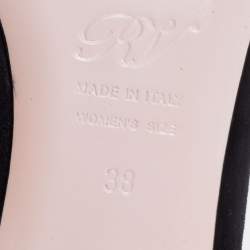 RV
MADE IN ITALY
WOMEN'S SIZE
38